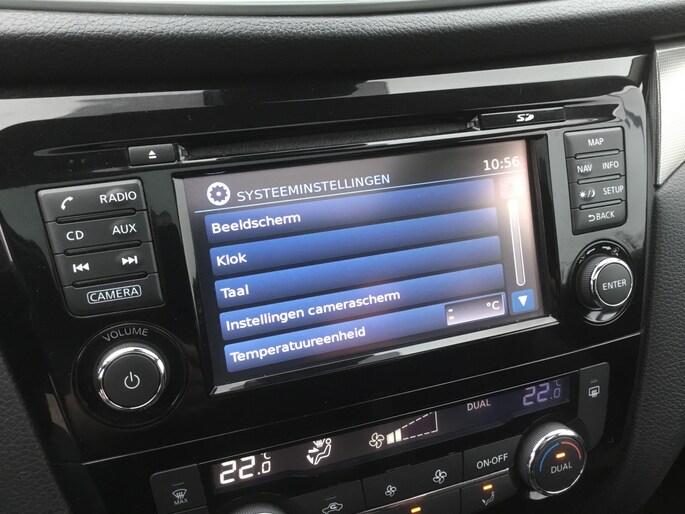 SD
10:56
SYSTEEMINSTELLINGEN
Beeldscherm
Klok
Taal
Instellingen camerascherm
Temperatuureenheid °C
RADIO
CD AUX
CAMERA
VOLUME
MAP
NAV INFO
SETUP
BACK
ENTER
22.0 °C
DUAL
22.0
MAX
ON-OFF
DUAL